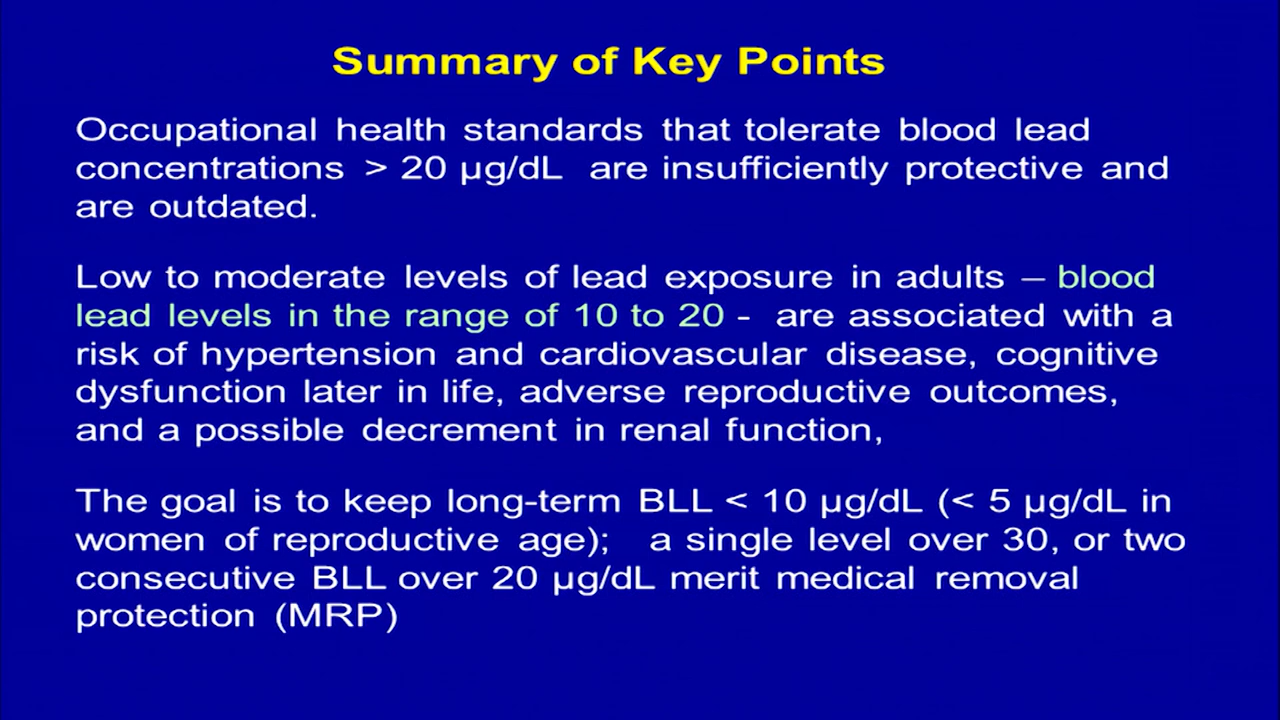 Summary of Key Points
Occupational health standards that tolerate blood lead
concentrations > 20 µg/dL are insufficiently protective and
are outdated.
Low to moderate levels of lead exposure in adults – blood
lead levels in the range of 10 to 20 - are associated with a
risk of hypertension and cardiovascular disease, cognitive
dysfunction later in life, adverse reproductive outcomes,
and a possible decrement in renal function,
The goal is to keep long-term BLL < 10 µg/dL (< 5 µg/dL in
women of reproductive age); a single level over 30, or two
consecutive BLL over 20 µg/dL merit medical removal
protection (MRP)